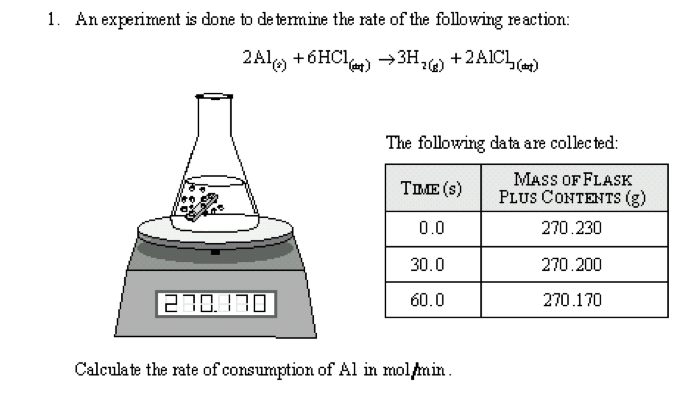 1. An experiment is done to determine the rate of the following reaction:
2Al(s) + 6HCl(aq) → 3H2(g) + 2AlCl3(aq)
The following data are collected:
TIME (s) MASS OF FLASK PLUS CONTENTS (g)
0.0 270.230
30.0 270.200
60.0 270.170
270.170
Calculate the rate of consumption of Al in mol/min.